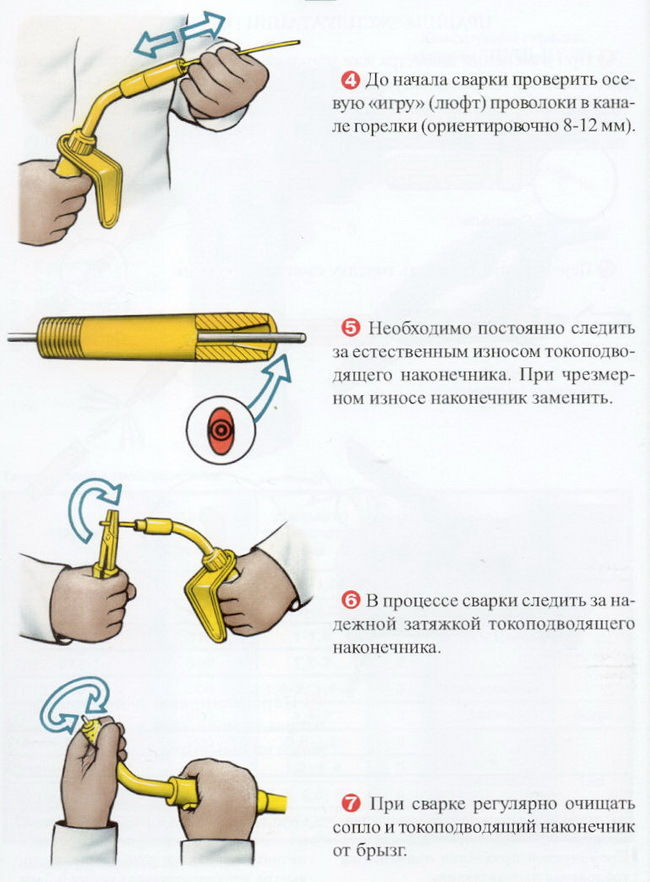 4 До начала сварки проверить осе-
вую «игру» (люфт) проволоки в кана-
ле горелки (ориентировочно 8-12 мм).
5 Необходимо постоянно следить
за естественным износом токоподво-
дящего наконечника. При чрезмер-
ном износе наконечник заменить.
6 В процессе сварки следить за на-
дежной затяжкой токоподводящего
наконечника.
7 При сварке регулярно очищать
сопло и токоподводящий наконечник
от брызг.